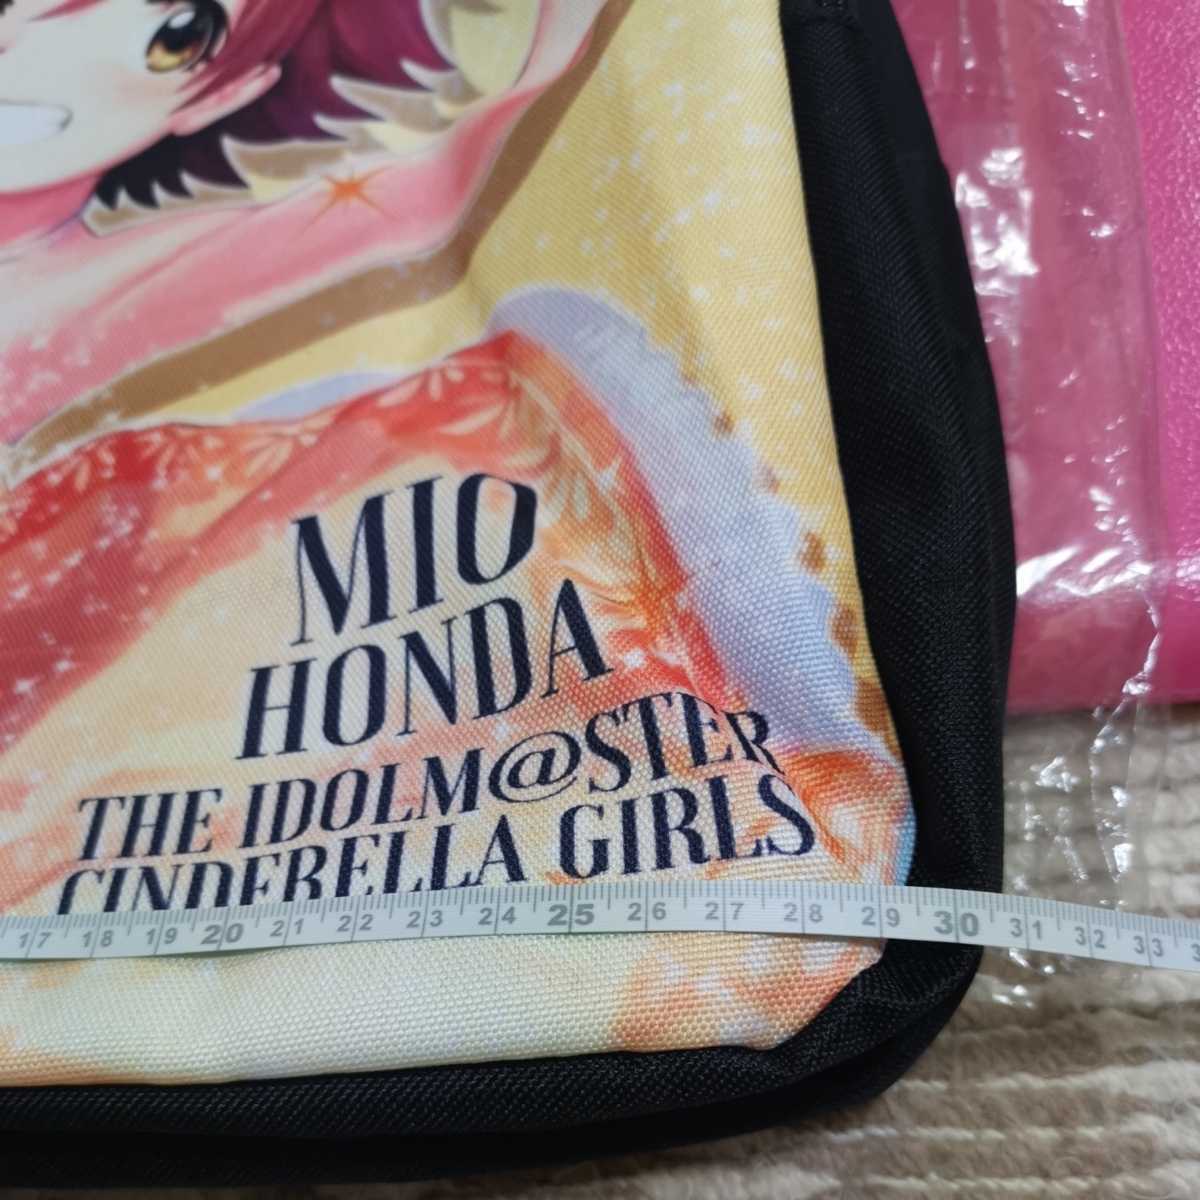 MIO
HONDA
THE IDOLM@STER
CINDERELLA GIRLS
17 18 19 20 21 22 23 24 25 26 27 28 29 30 31 32 33